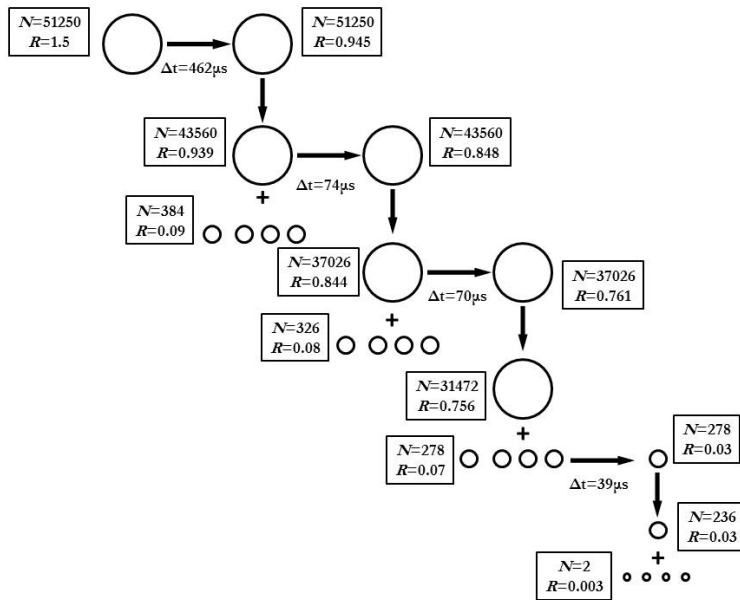 N=51250
R=1.5
Δt=462μs
N=51250
R=0.945
N=43560
R=0.939
Δt=74μs
N=43560
R=0.848
+
N=384
R=0.09
N=37026
R=0.844
Δt=70μs
N=37026
R=0.761
+
N=326
R=0.08
N=31472
R=0.756
+
N=278
R=0.07
Δt=39μs
N=278
R=0.03
N=236
R=0.03
+
N=2
R=0.003